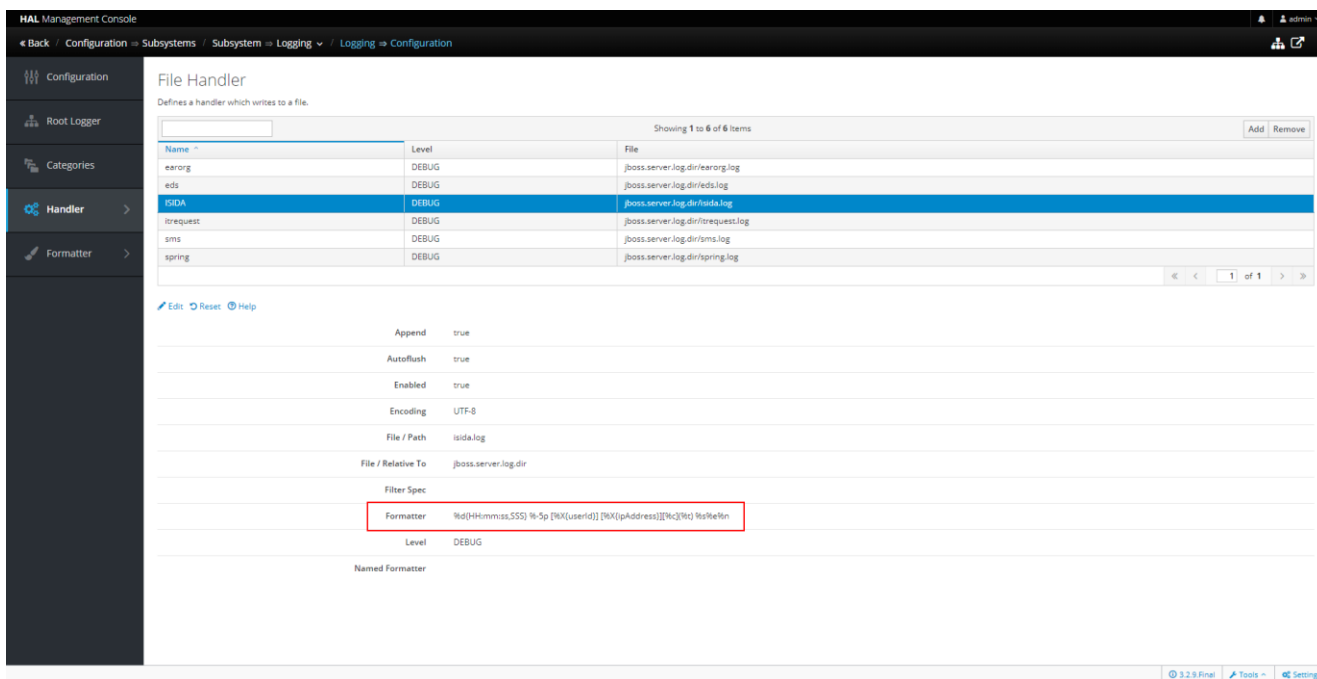 HAL Management Console
admin
« Back / Configuration ⇒ Subsystems / Subsystem ⇒ Logging / Logging ⇒ Configuration
Configuration
Root Logger
Categories
Handler
Formatter
File Handler
Defines a handler which writes to a file.
Showing 1 to 6 of 6 Items
Add Remove
Name Level File
earorg DEBUG jboss.server.log.dir/earorg.log
eds DEBUG jboss.server.log.dir/eds.log
ISIDA DEBUG jboss.server.log.dir/isida.log
itrequest DEBUG jboss.server.log.dir/itrequest.log
sms DEBUG jboss.server.log.dir/sms.log
spring DEBUG jboss.server.log.dir/spring.log
« < 1 of 1 > »
Edit Reset Help
Append true
Autoflush true
Enabled true
Encoding UTF-8
File / Path isida.log
File / Relative To jboss.server.log.dir
Filter Spec
Formatter %d{HH:mm:ss,SSS} %-5p [%X{userId}] [%X{ipAddress}][%c](%t) %s%e%n
Level DEBUG
Named Formatter
3.2.9.Final Tools Setting